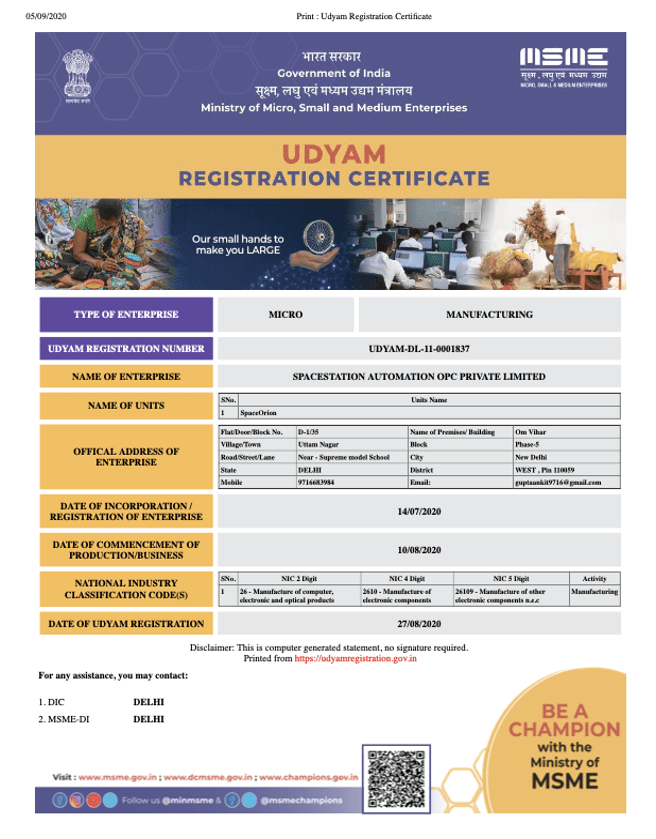 05/09/2020 Print : Udyam Registration Certificate
भारत सरकार
Government of India
सूक्ष्म, लघु एवं मध्यम उद्यम मंत्रालय
Ministry of Micro, Small and Medium Enterprises
सत्यमेव जयते
MSME
सूक्ष्म, लघु एवं मध्यम उद्यम
MICRO, SMALL & MEDIUM ENTERPRISES
UDYAM
REGISTRATION CERTIFICATE
Our small hands to
make you LARGE
TYPE OF ENTERPRISE MICRO MANUFACTURING
UDYAM REGISTRATION NUMBER UDYAM-DL-11-0001837
NAME OF ENTERPRISE SPACESTATION AUTOMATION OPC PRIVATE LIMITED
NAME OF UNITS
SNo. Units Name
1 SpaceOrion
OFFICAL ADDRESS OF
ENTERPRISE
Flat/Door/Block No. D-1/35 Name of Premises/ Building Om Vihar
Village/Town Uttam Nagar Block Phase-5
Road/Street/Lane Near - Supreme model School City New Delhi
State DELHI District WEST , Pin 110059
Mobile 9716683984 Email: guptaankit9716@gmail.com
DATE OF INCORPORATION /
REGISTRATION OF ENTERPRISE
14/07/2020
DATE OF COMMENCEMENT OF
PRODUCTION/BUSINESS
10/08/2020
NATIONAL INDUSTRY
CLASSIFICATION CODE(S)
SNo. NIC 2 Digit NIC 4 Digit NIC 5 Digit Activity
1 26 - Manufacture of computer, 2610 - Manufacture of 26109 - Manufacture of other Manufacturing
electronic and optical products electronic components electronic components n.e.c
DATE OF UDYAM REGISTRATION 27/08/2020
Disclaimer: This is computer generated statement, no signature required.
Printed from https://udyamregistration.gov.in
For any assistance, you may contact:
1. DIC DELHI
2. MSME-DI DELHI
BE A
CHAMPION
with the
Ministry of
MSME
Visit : www.msme.gov.in ; www.dcmsme.gov.in ; www.champions.gov.in
Follow us @minmsme & @msmechampions